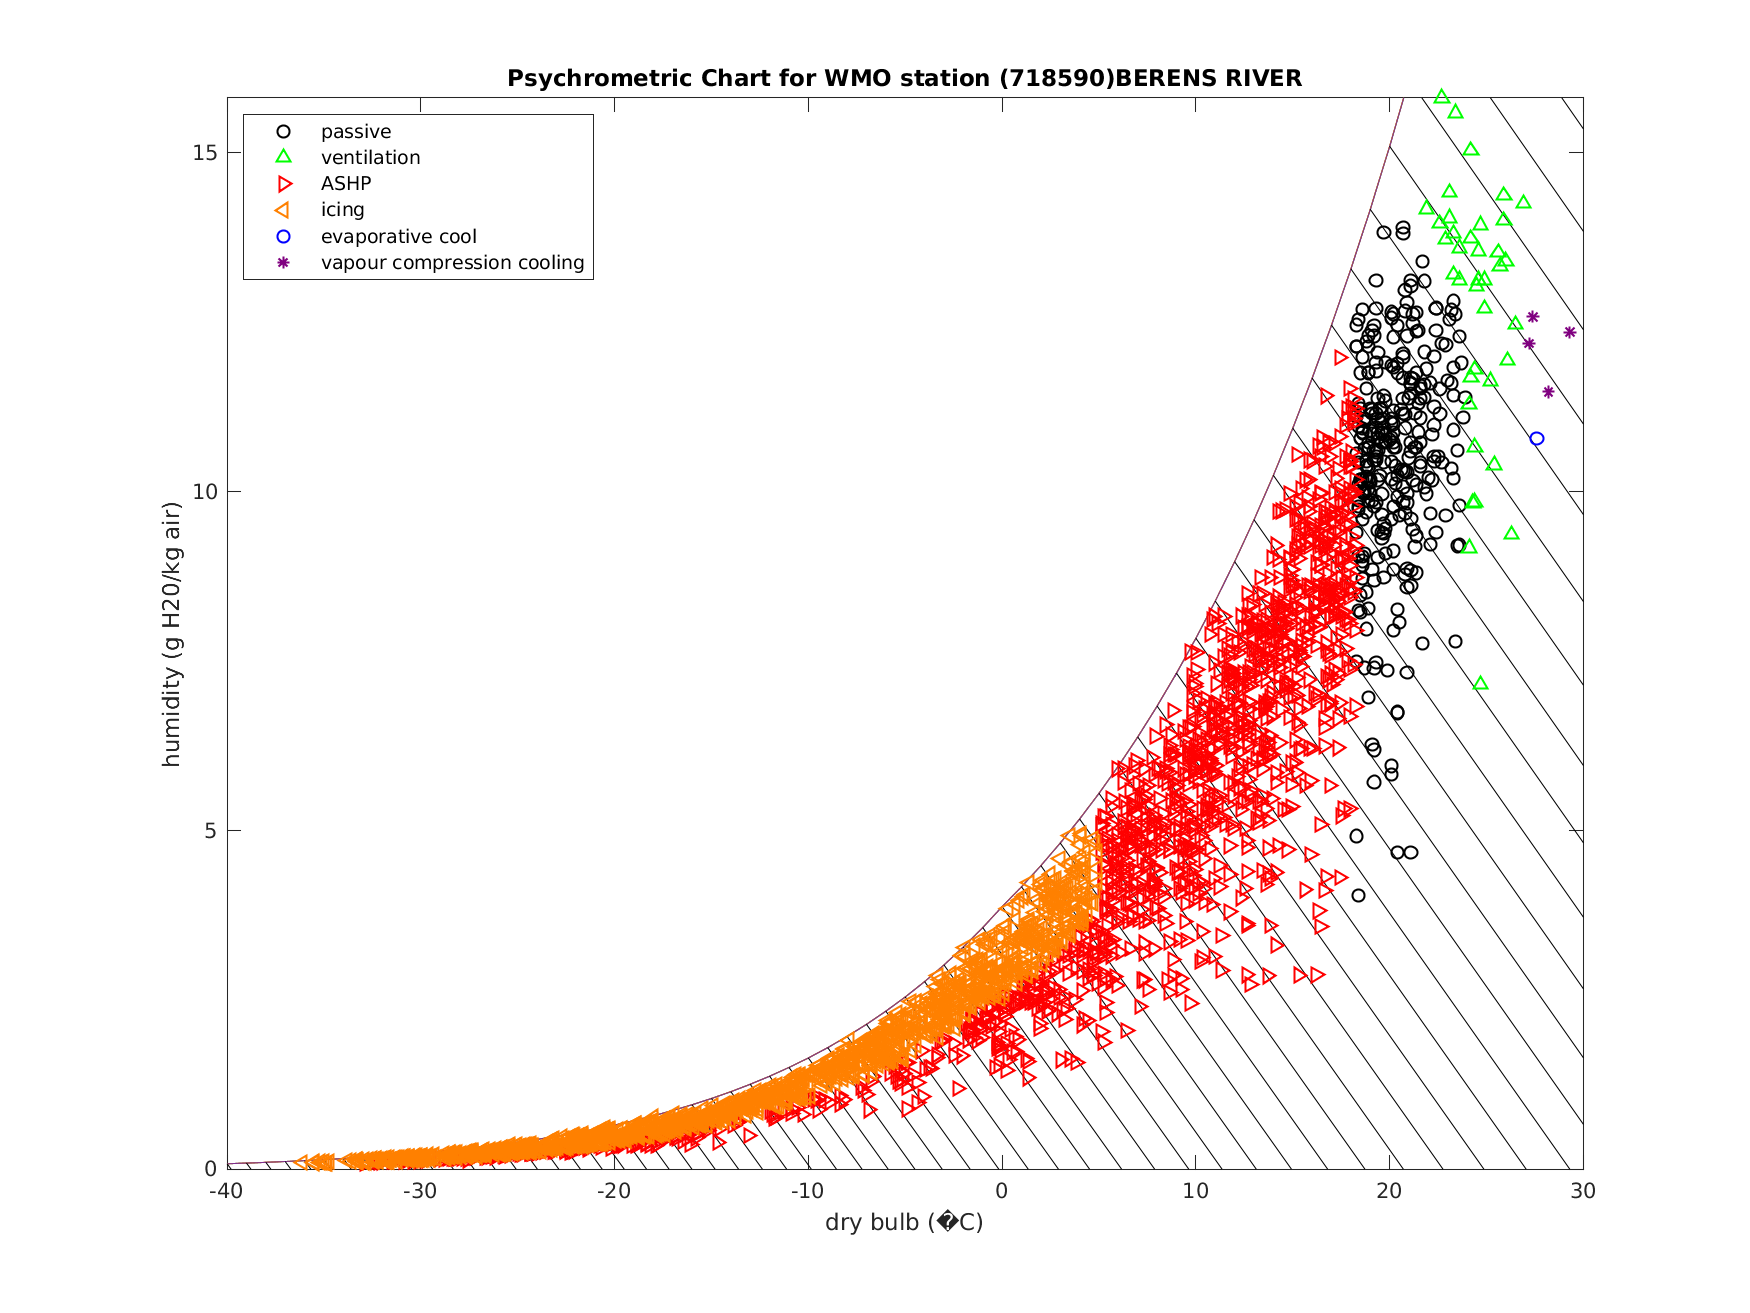 Psychrometric Chart for WMO station (718590)BERENS RIVER
passive
ventilation
ASHP
icing
evaporative cool
vapour compression cooling
15
10
5
0
humidity (g H20/kg air)
-40 -30 -20 -10 0 10 20 30
dry bulb (�C)